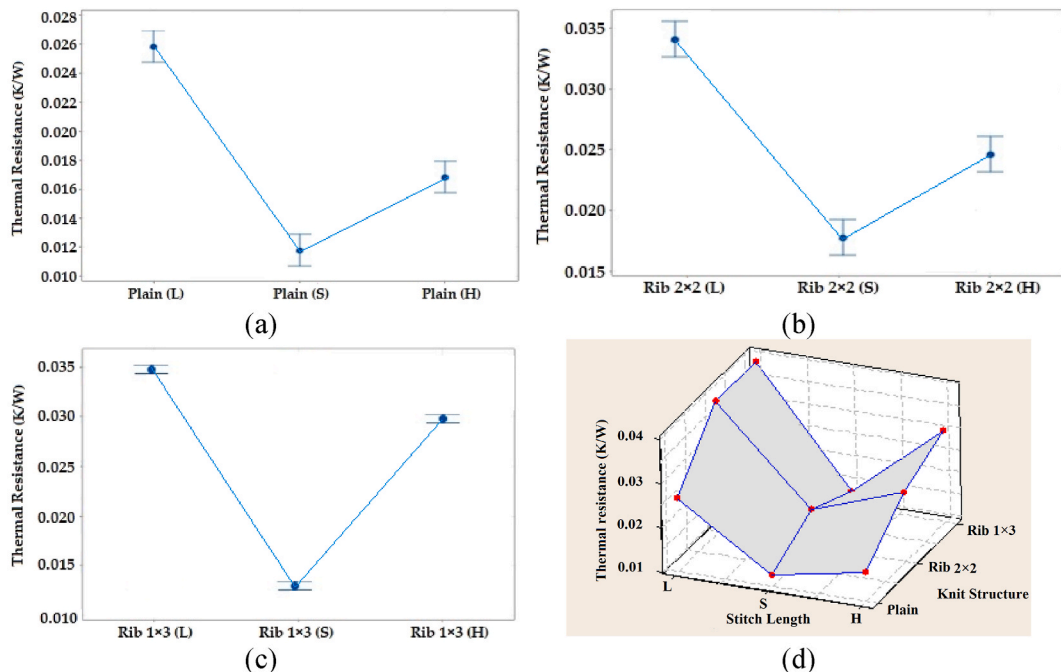 Thermal Resistance (K/W)
0.028
0.026
0.024
0.022
0.020
0.018
0.016
0.014
0.012
0.010
Plain (L) Plain (S) Plain (H)
(a)
Thermal Resistance (K/W)
0.035
0.030
0.025
0.020
0.015
Rib 2×2 (L) Rib 2×2 (S) Rib 2×2 (H)
(b)
Thermal Resistance (K/W)
0.035
0.030
0.025
0.020
0.015
0.010
Rib 1×3 (L) Rib 1×3 (S) Rib 1×3 (H)
(c)
Thermal resistance (K/W)
0.04
0.03
0.02
0.01
L
S
H
Stitch Length
Plain
Rib 2×2
Rib 1×3
Knit Structure
(d)